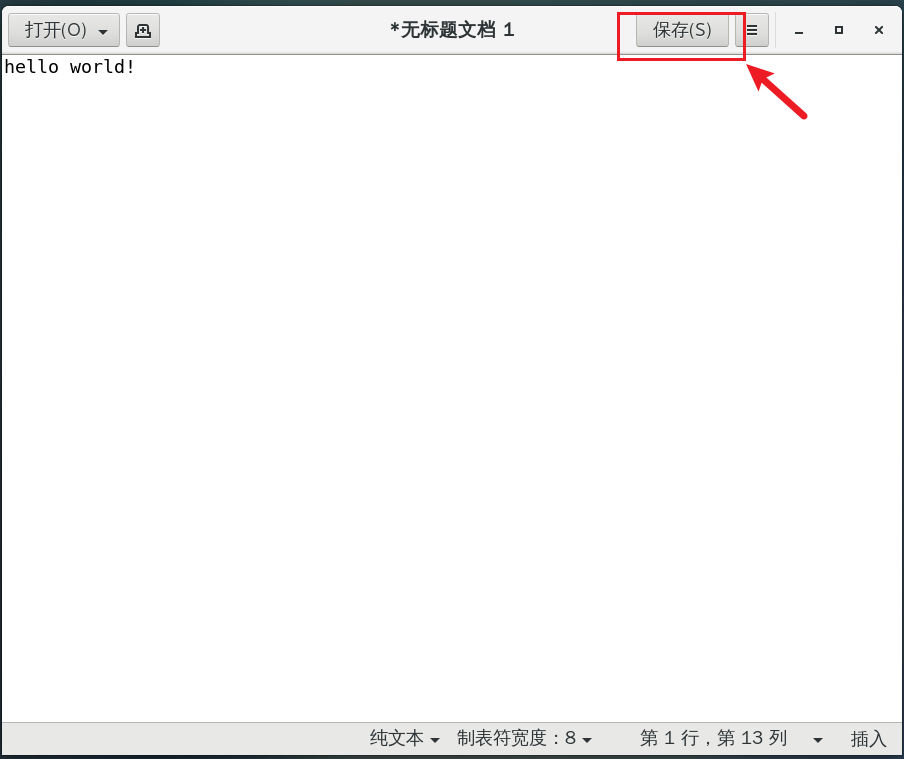 打开(O)
*无标题文档 1
保存(S)
hello world!
纯文本
制表符宽度：8
第 1 行，第 13 列
插入